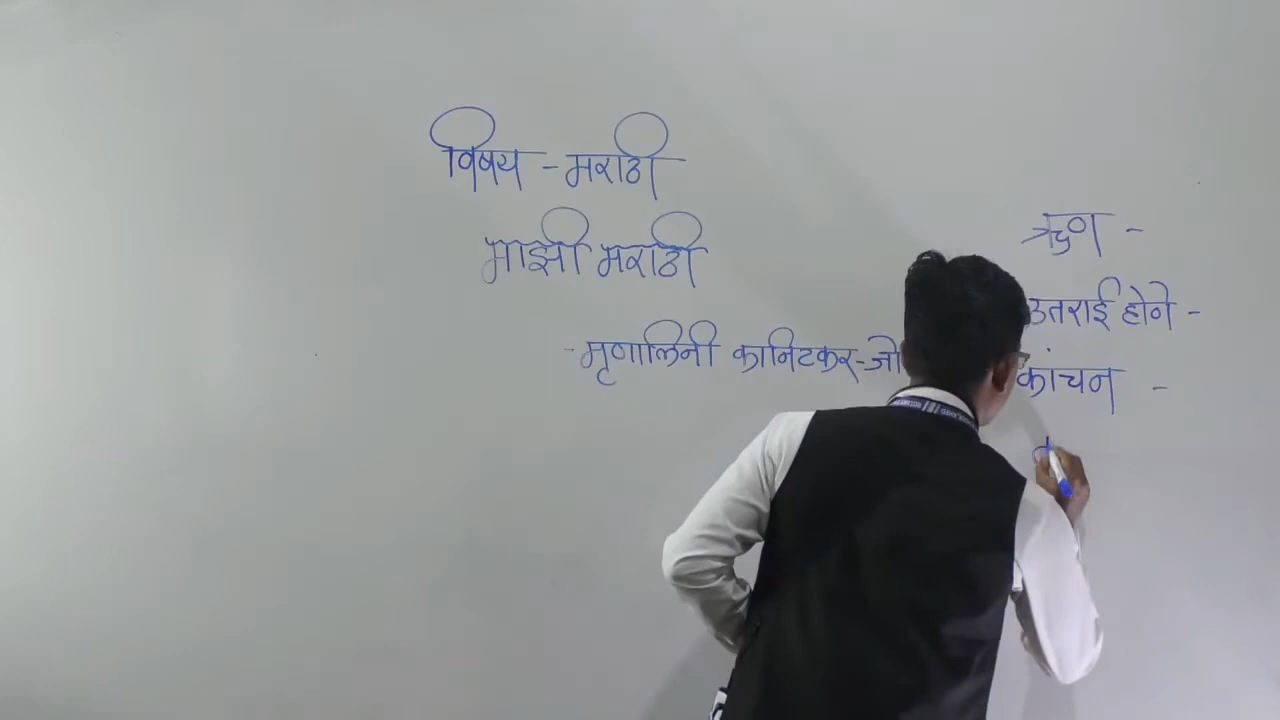 विषय - मराठी
माझी मराठी
- मृणालिनी कानिटकर-जो
ऋण -
उतराई होने -
कांचन -